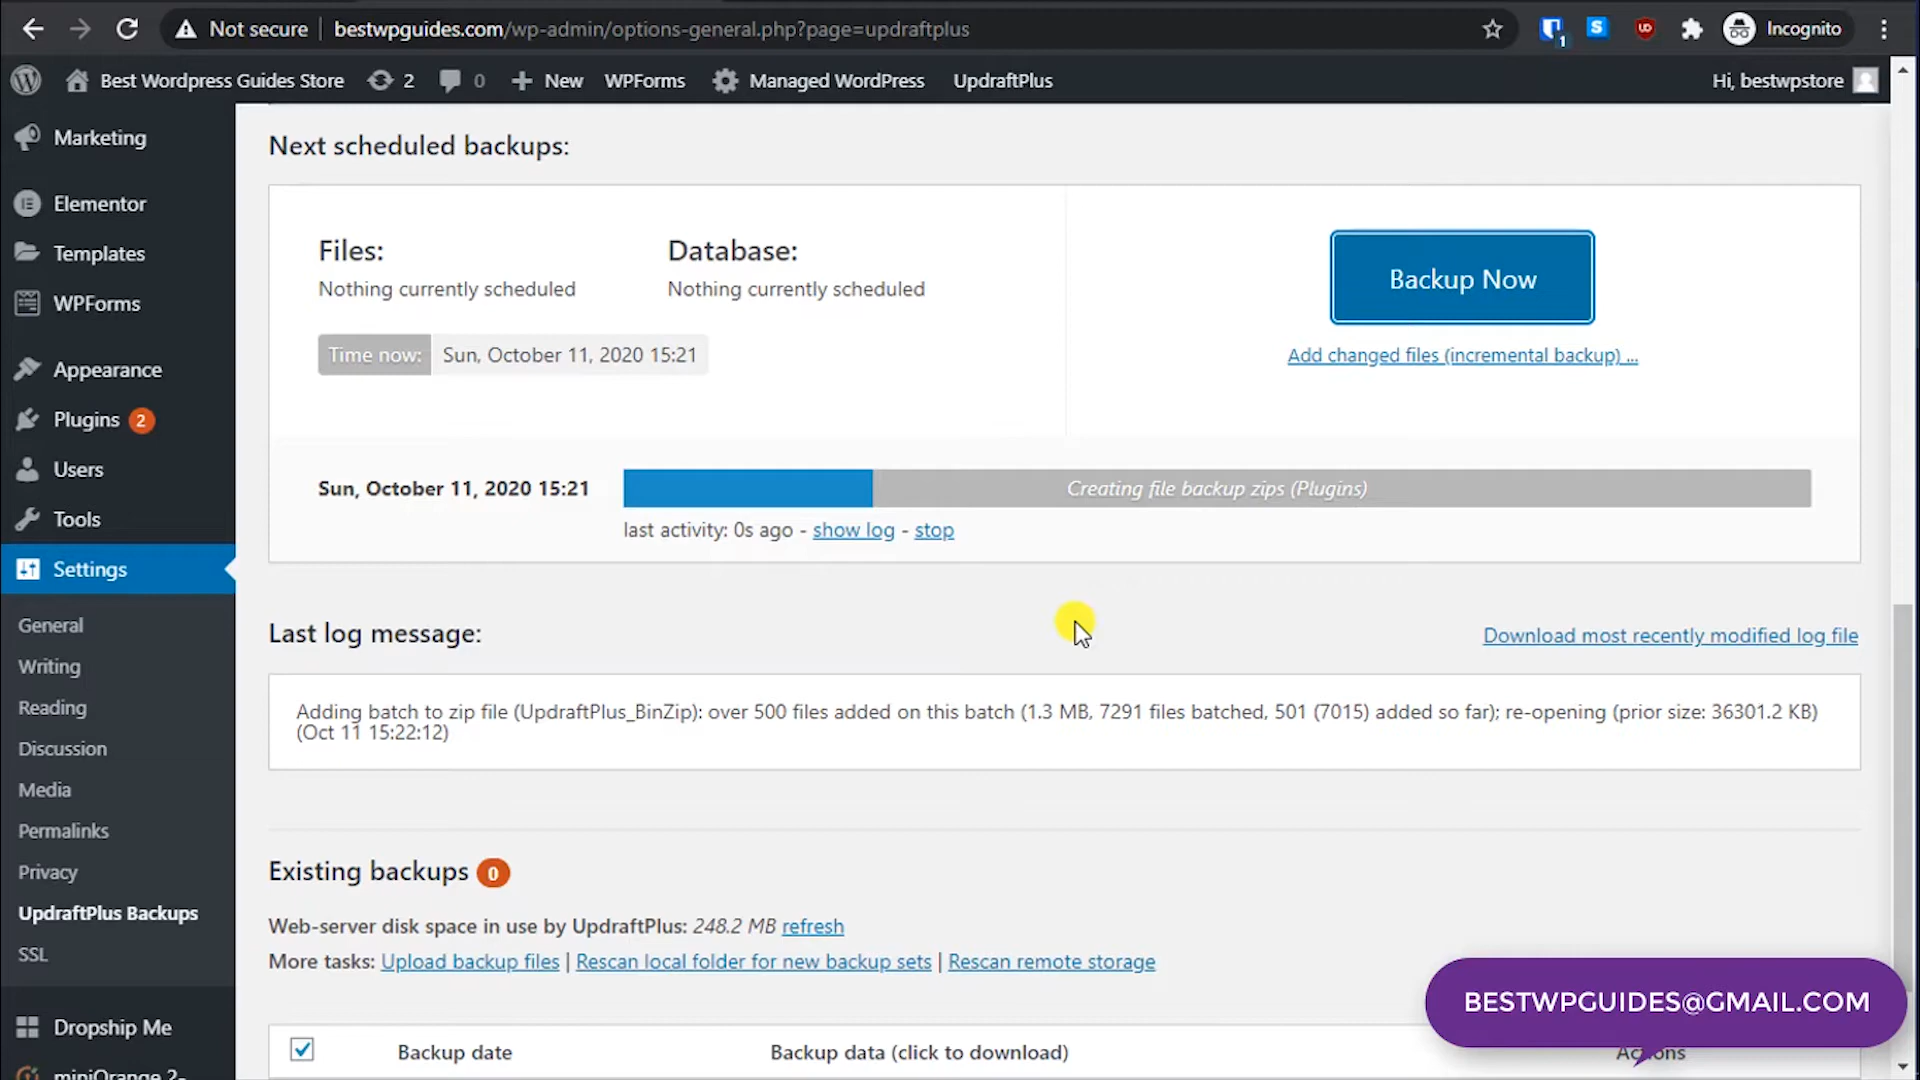 Not secure
bestwpguides.com/wp-admin/options-general.php?page=updraftplus
1
S
UD
Incognito
Best Wordpress Guides Store
2
0
New
WPForms
Managed WordPress
UpdraftPlus
Hi, bestwpstore
Marketing
Elementor
Templates
WPForms
Appearance
Plugins 2
Users
Tools
Settings
General
Writing
Reading
Discussion
Media
Permalinks
Privacy
UpdraftPlus Backups
SSL
Dropship Me
miniOrange 2-
Next scheduled backups:
Files:
Nothing currently scheduled
Database:
Nothing currently scheduled
Time now: Sun, October 11, 2020 15:21
Backup Now
Add changed files (incremental backup) ...
Sun, October 11, 2020 15:21
Creating file backup zips (Plugins)
last activity: 0s ago - show log - stop
Last log message:
Download most recently modified log file
Adding batch to zip file (UpdraftPlus_BinZip): over 500 files added on this batch (1.3 MB, 7291 files batched, 501 (7015) added so far); re-opening (prior size: 36301.2 KB)
(Oct 11 15:22:12)
Existing backups 0
Web-server disk space in use by UpdraftPlus: 248.2 MB refresh
More tasks: Upload backup files | Rescan local folder for new backup sets | Rescan remote storage
BESTWPGUIDES@GMAIL.COM
Backup date
Backup data (click to download)
Actions